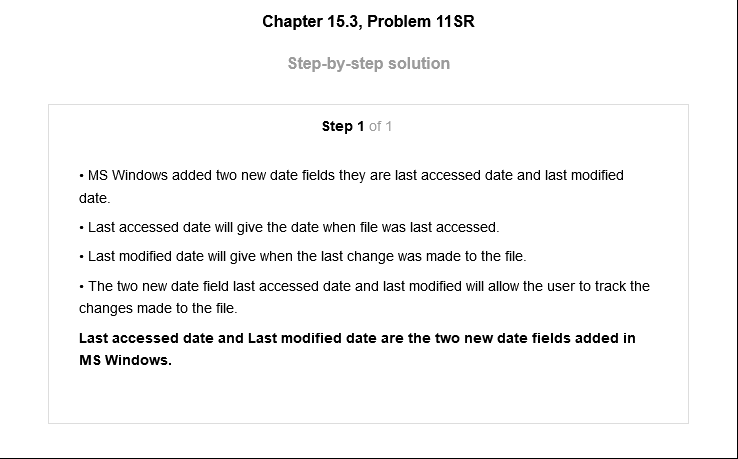 Chapter 15.3, Problem 11SR
Step-by-step solution
Step 1 of 1
• MS Windows added two new date fields they are last accessed date and last modified
date.
• Last accessed date will give the date when file was last accessed.
• Last modified date will give when the last change was made to the file.
• The two new date field last accessed date and last modified will allow the user to track the
changes made to the file.
Last accessed date and Last modified date are the two new date fields added in
MS Windows.